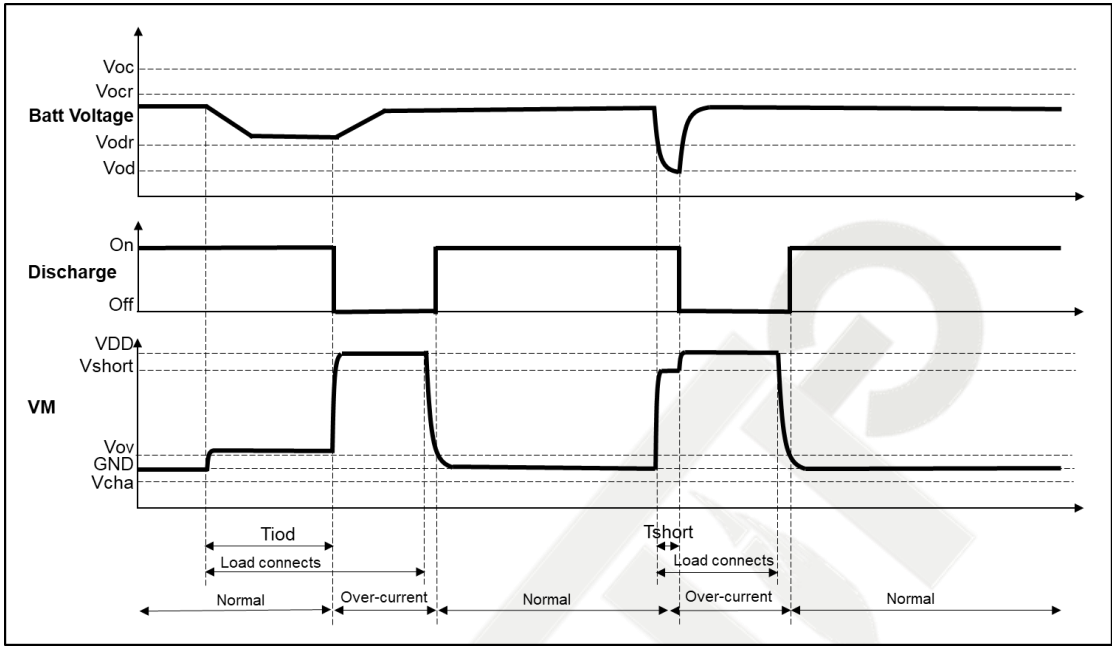 Voc
Vocr
Batt Voltage
Vodr
Vod
On
Discharge
Off
VDD
Vshort
VM
Vov
GND
Vcha
Tiod
Tshort
Load connects
Load connects
Normal
Over-current
Normal
Over-current
Normal